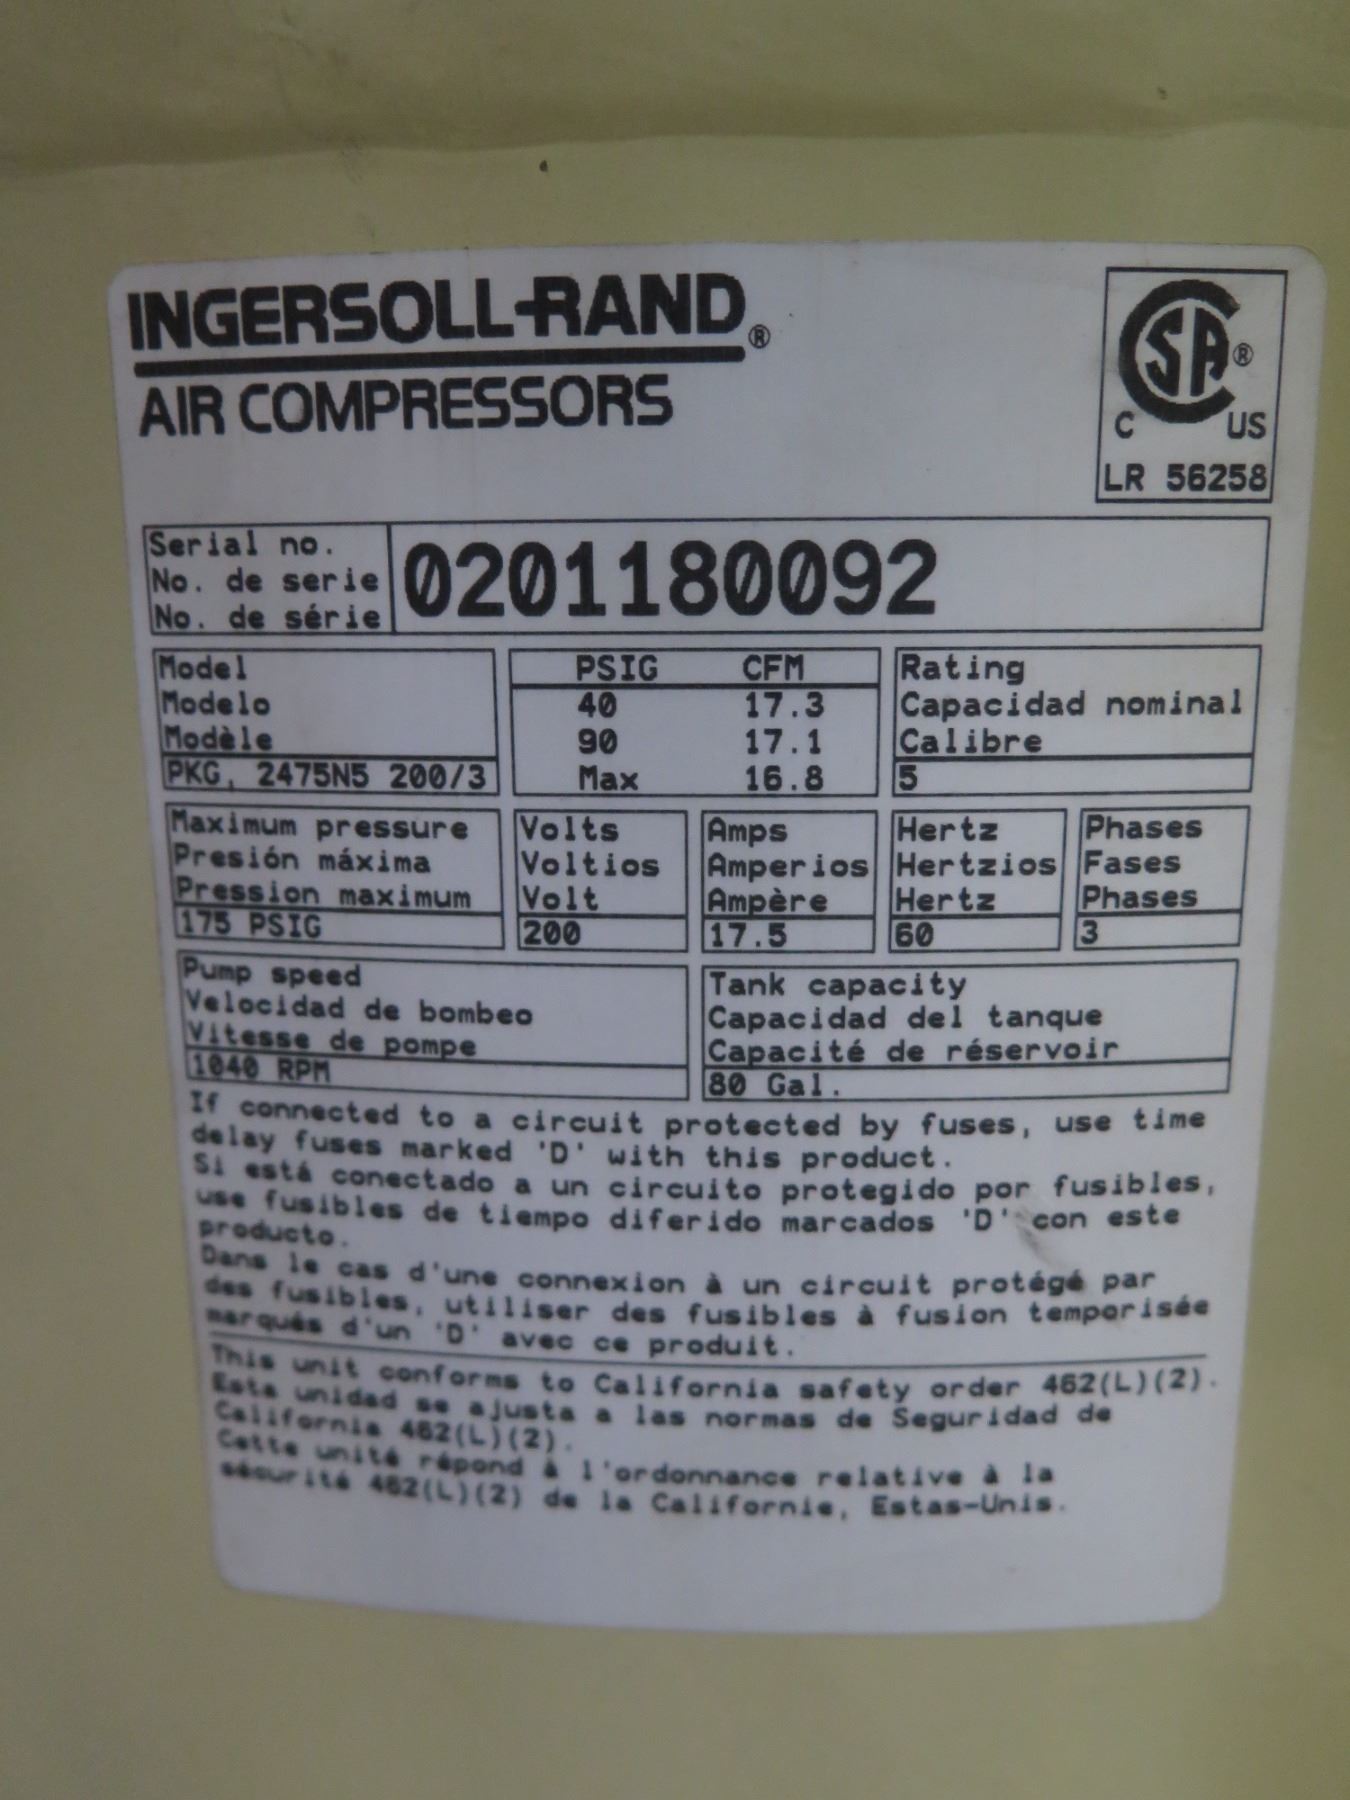 INGERSOLL-RAND®
AIR COMPRESSORS
SA®
C US
LR 56258
Serial no.
No. de serie
No. de série
0201180092
Model
Modelo
Modèle
PKG, 2475N5 200/3
PSIG CFM
40 17.3
90 17.1
Max 16.8
Rating
Capacidad nominal
Calibre
5
Maximum pressure
Presión máxima
Pression maximum
175 PSIG
Volts
Voltios
Volt
200
Amps
Amperios
Ampère
17.5
Hertz
Hertzios
Hertz
60
Phases
Fases
Phases
3
Pump speed
Velocidad de bombeo
Vitesse de pompe
1040 RPM
Tank capacity
Capacidad del tanque
Capacité de réservoir
80 Gal.
If connected to a circuit protected by fuses, use time
delay fuses marked 'D' with this product.
Si está conectado a un circuito protegido por fusibles,
use fusibles de tiempo diferido marcados 'D' con este
producto.
Dans le cas d'une connexion à un circuit protégé par
des fusibles, utiliser des fusibles à fusion temporisée
marqués d'un 'D' avec ce produit.
This unit conforms to California safety order 462(L)(2).
Esta unidad se ajusta a las normas de Seguridad de
California 462(L)(2).
Cette unité répond à l'ordonnance relative à la
sécurité 462(L)(2) de la Californie, Estas-Unis.